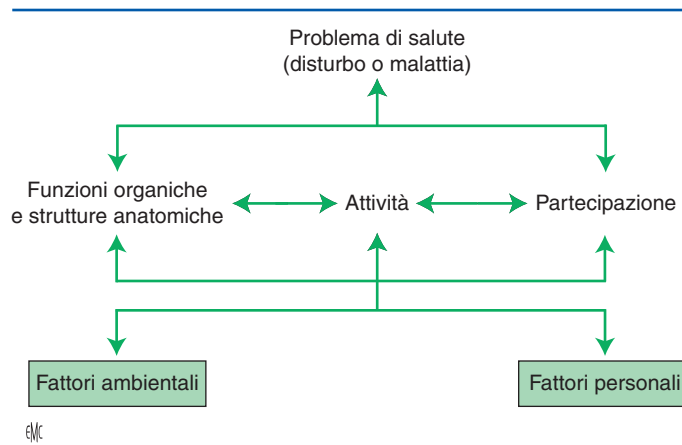 Problema di salute
(disturbo o malattia)
Funzioni organiche
e strutture anatomiche
Attività
Partecipazione
Fattori ambientali
Fattori personali
EMC